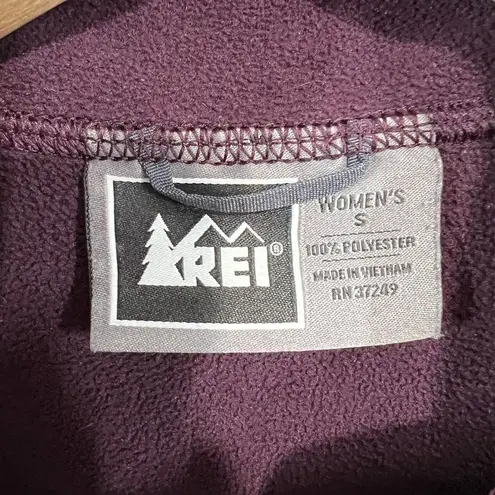 REI®
WOMEN'S
S
100% POLYESTER
MADE IN VIETNAM
RN 37249